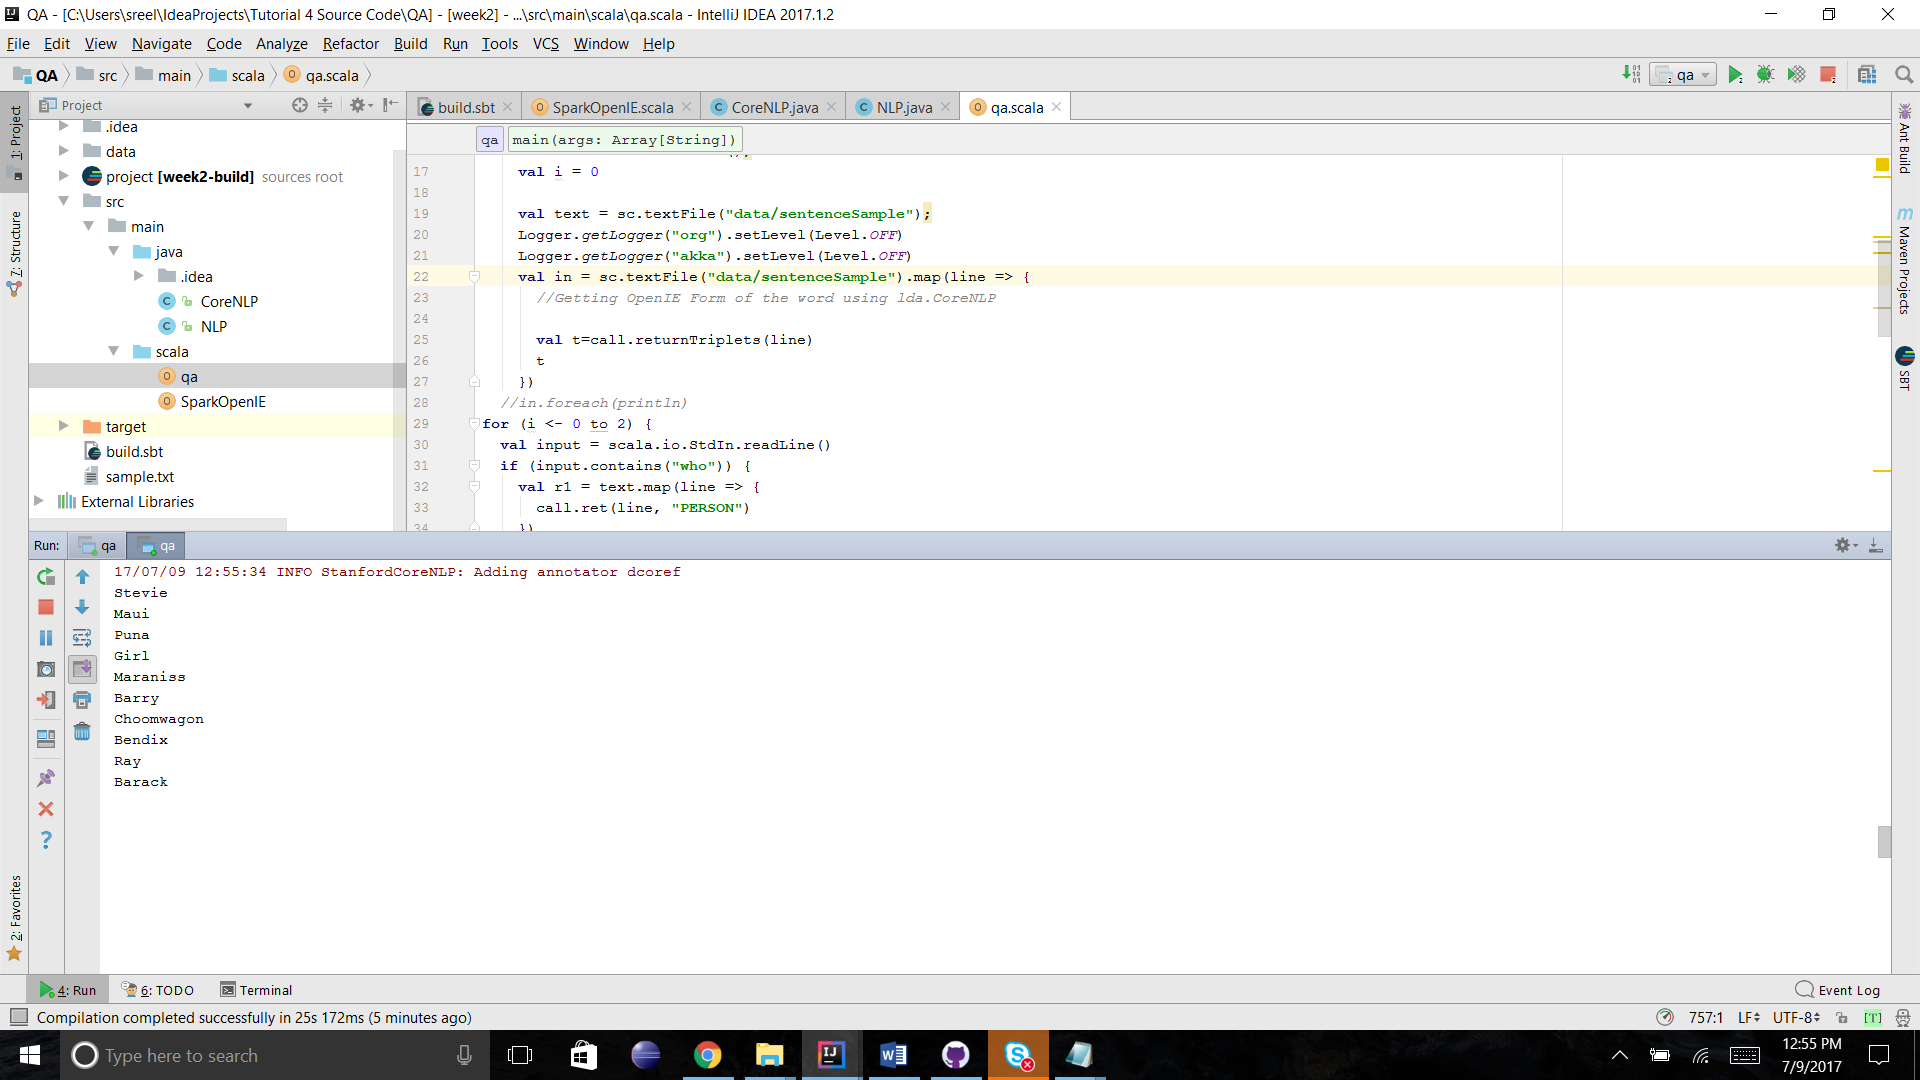 QA - [C:\Users\sreel\IdeaProjects\Tutorial 4 Source Code\QA] - [week2] - ...\src\main\scala\qa.scala - IntelliJ IDEA 2017.1.2
File Edit View Navigate Code Analyze Refactor Build Run Tools VCS Window Help
QA src main scala qa.scala
qa
Project
build.sbt SparkOpenIE.scala CoreNLP.java NLP.java qa.scala
qa main(args: Array[String])
1: Project
7: Structure
2: Favorites
.idea
data
project [week2-build] sources root
src
main
java
.idea
CoreNLP
NLP
scala
qa
SparkOpenIE
target
build.sbt
sample.txt
External Libraries
17 val i = 0
18
19 val text = sc.textFile("data/sentenceSample");
20 Logger.getLogger("org").setLevel(Level.OFF)
21 Logger.getLogger("akka").setLevel(Level.OFF)
22 val in = sc.textFile("data/sentenceSample").map(line => {
23 //Getting OpenIE Form of the word using lda.CoreNLP
24
25 val t=call.returnTriplets(line)
26 t
27 })
28 //in.foreach(println)
29 for (i <- 0 to 2) {
30 val input = scala.io.StdIn.readLine()
31 if (input.contains("who")) {
32 val r1 = text.map(line => {
33 call.ret(line, "PERSON")
34 })
Ant Build
Maven Projects
SBT
Run: qa qa
17/07/09 12:55:34 INFO StanfordCoreNLP: Adding annotator dcoref
Stevie
Maui
Puna
Girl
Maraniss
Barry
Choomwagon
Bendix
Ray
Barack
4: Run 6: TODO Terminal Event Log
Compilation completed successfully in 25s 172ms (5 minutes ago) 757:1 LF UTF-8 [T]
Type here to search
12:55 PM
7/9/2017